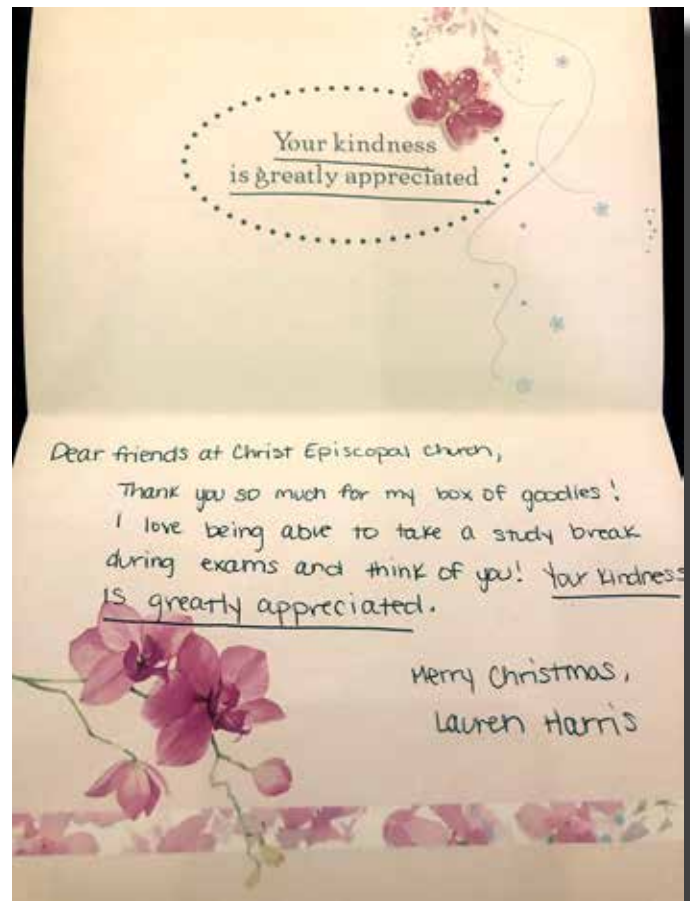 Your kindness
is greatly appreciated
Dear friends at Christ Episcopal Church,
Thank you so much for my box of goodies!
I love being able to take a study break
during exams and think of you! Your kindness
is greatly appreciated.
Merry Christmas,
Lauren Harris